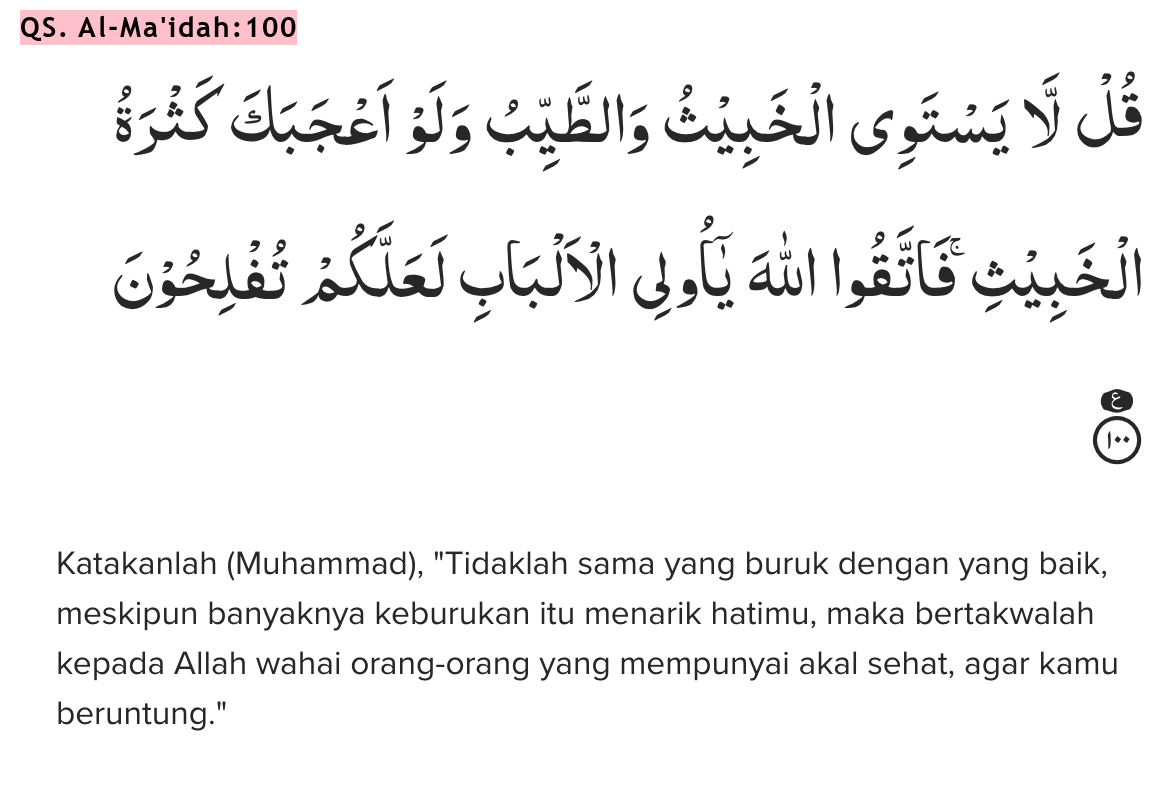 QS. Al-Ma'idah:100
قُلْ لَّا يَسْتَوِى الْخَبِيْثُ وَالطَّيِّبُ وَلَوْ اَعْجَبَكَ كَثْرَةُ
الْخَبِيْثِۚ فَاتَّقُوا اللّٰهَ يٰٓاُولِى الْاَلْبَابِ لَعَلَّكُمْ تُفْلِحُوْنَ
ع
١٠٠
Katakanlah (Muhammad), "Tidaklah sama yang buruk dengan yang baik,
meskipun banyaknya keburukan itu menarik hatimu, maka bertakwalah
kepada Allah wahai orang-orang yang mempunyai akal sehat, agar kamu
beruntung."